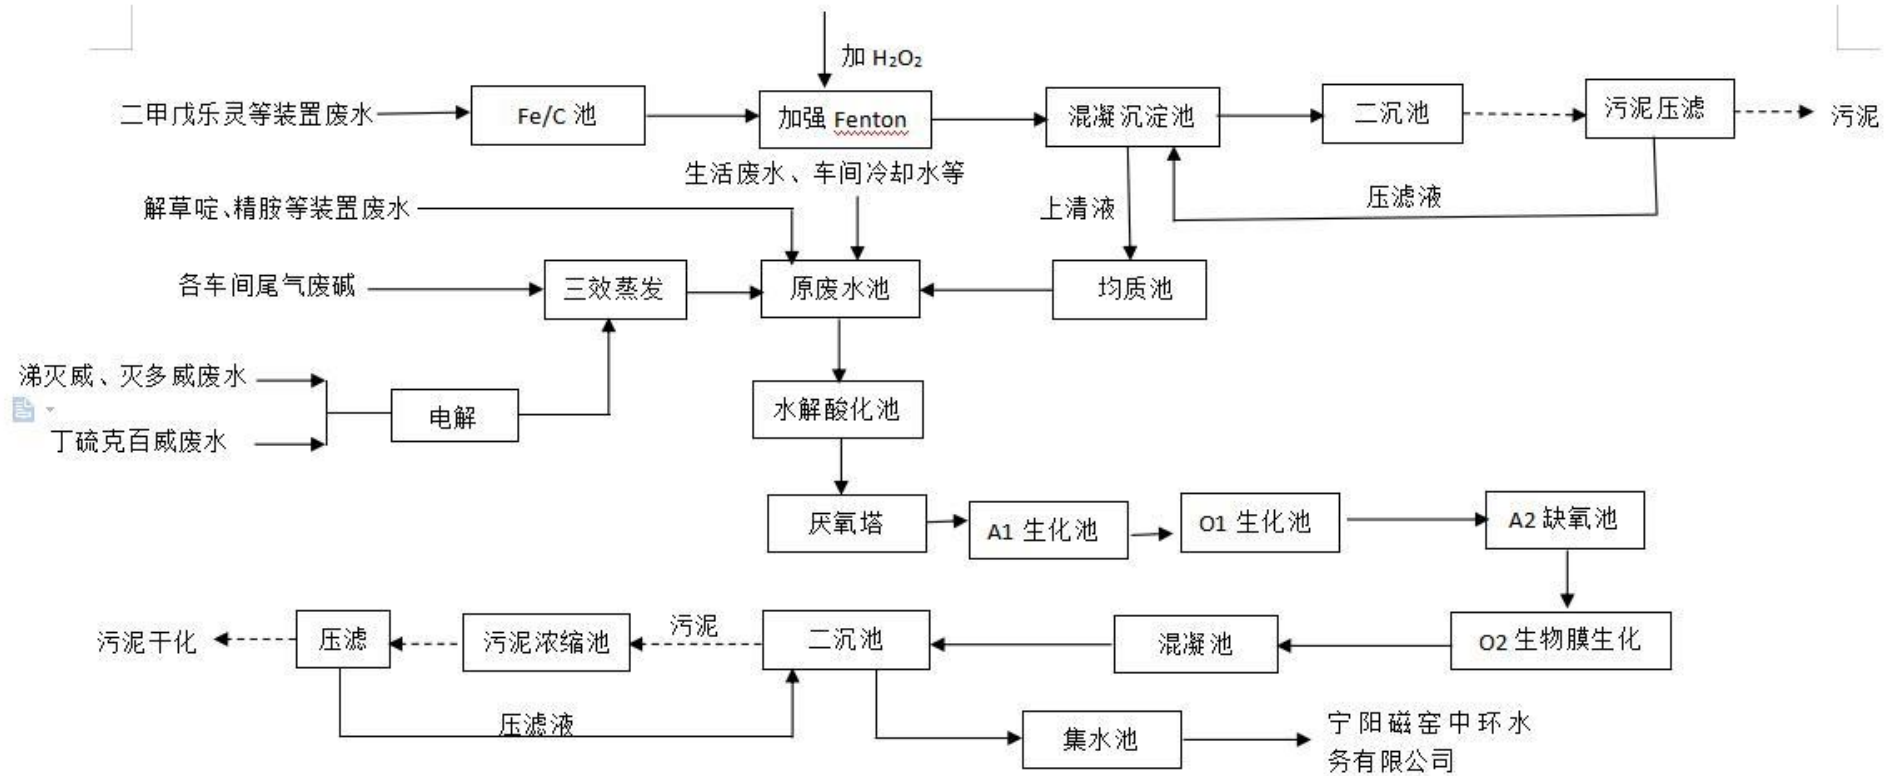 加 H₂O₂
二甲戊乐灵等装置废水
Fe/C 池
加强 Fenton
混凝沉淀池
二沉池
污泥压滤
污泥
生活废水、车间冷却水等
解草啶、精胺等装置废水
上清液
压滤液
各车间尾气废碱
三效蒸发
原废水池
均质池
涕灭威、灭多威废水
电解
丁硫克百威废水
水解酸化池
厌氧塔
A1 生化池
O1 生化池
A2 缺氧池
污泥干化
压滤
污泥浓缩池
污泥
二沉池
混凝池
O2 生物膜生化
压滤液
集水池
宁阳磁窑中环水
务有限公司